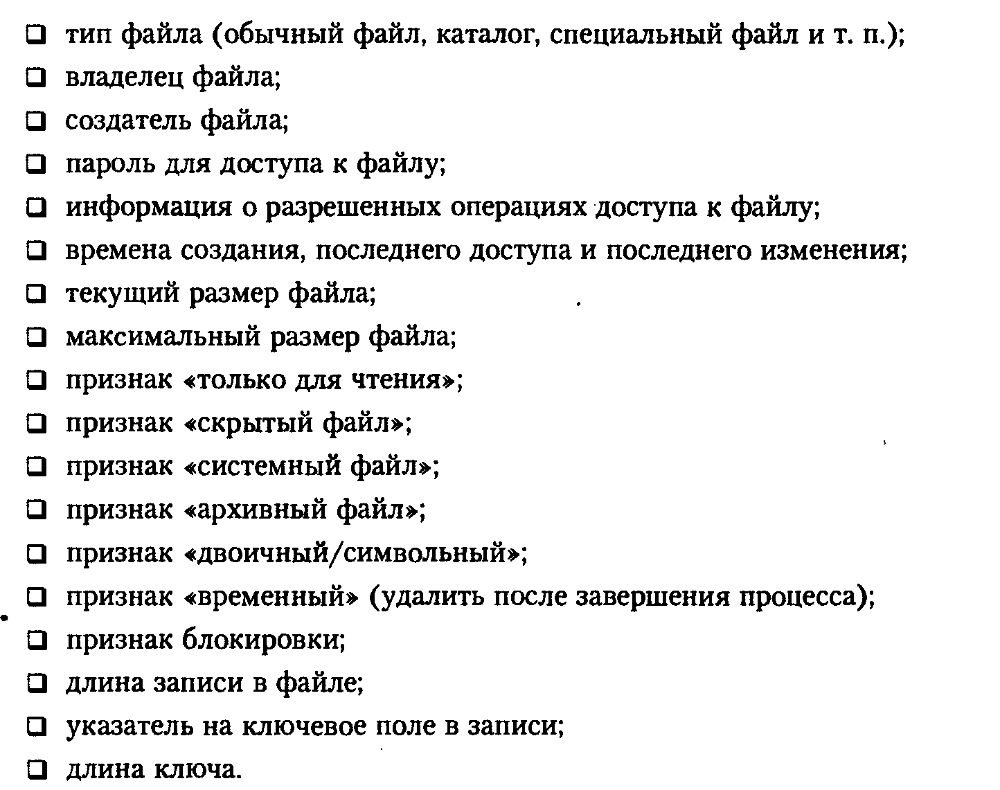 ❑ тип файла (обычный файл, каталог, специальный файл и т. п.);
❑ владелец файла;
❑ создатель файла;
❑ пароль для доступа к файлу;
❑ информация о разрешенных операциях доступа к файлу;
❑ времена создания, последнего доступа и последнего изменения;
❑ текущий размер файла;
❑ максимальный размер файла;
❑ признак «только для чтения»;
❑ признак «скрытый файл»;
❑ признак «системный файл»;
❑ признак «архивный файл»;
❑ признак «двоичный/символьный»;
❑ признак «временный» (удалить после завершения процесса);
❑ признак блокировки;
❑ длина записи в файле;
❑ указатель на ключевое поле в записи;
❑ длина ключа.